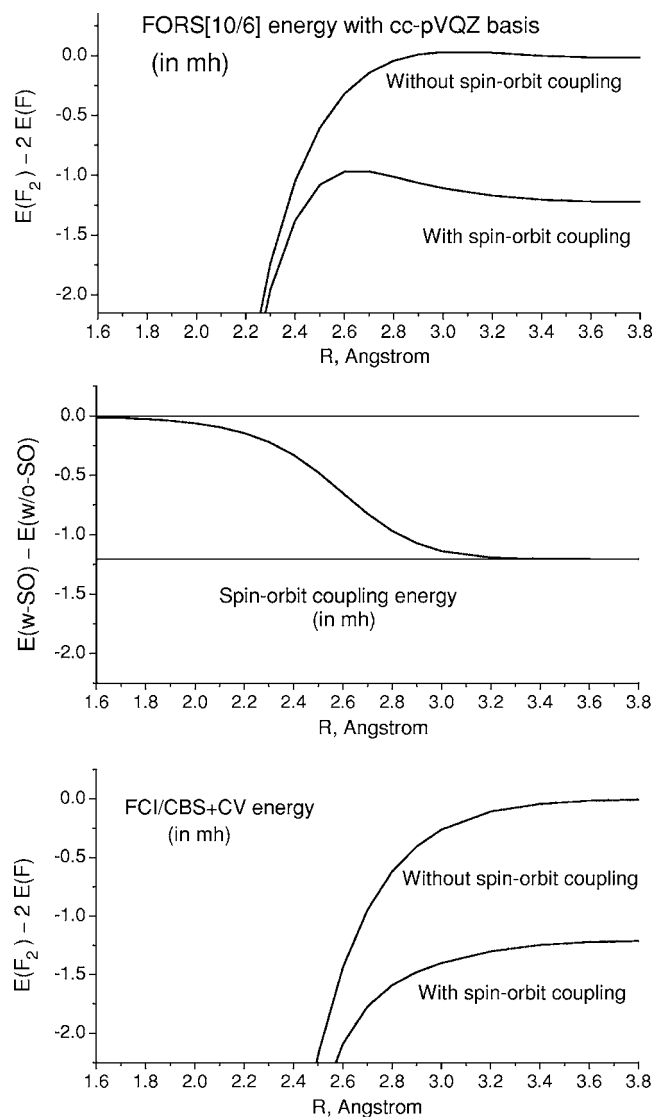 FORS[10/6] energy with cc-pVQZ basis
(in mh)
Without spin-orbit coupling
With spin-orbit coupling
E(F2) – 2 E(F)
0.0
-0.5
-1.0
-1.5
-2.0
1.6 1.8 2.0 2.2 2.4 2.6 2.8 3.0 3.2 3.4 3.6 3.8
R, Angstrom
E(w-SO) – E(w/o-SO)
0.0
-0.5
-1.0
-1.5
-2.0
Spin-orbit coupling energy
(in mh)
1.6 1.8 2.0 2.2 2.4 2.6 2.8 3.0 3.2 3.4 3.6 3.8
R, Angstrom
FCI/CBS+CV energy
(in mh)
Without spin-orbit coupling
With spin-orbit coupling
E(F2) – 2 E(F)
0.0
-0.5
-1.0
-1.5
-2.0
1.6 1.8 2.0 2.2 2.4 2.6 2.8 3.0 3.2 3.4 3.6 3.8
R, Angstrom